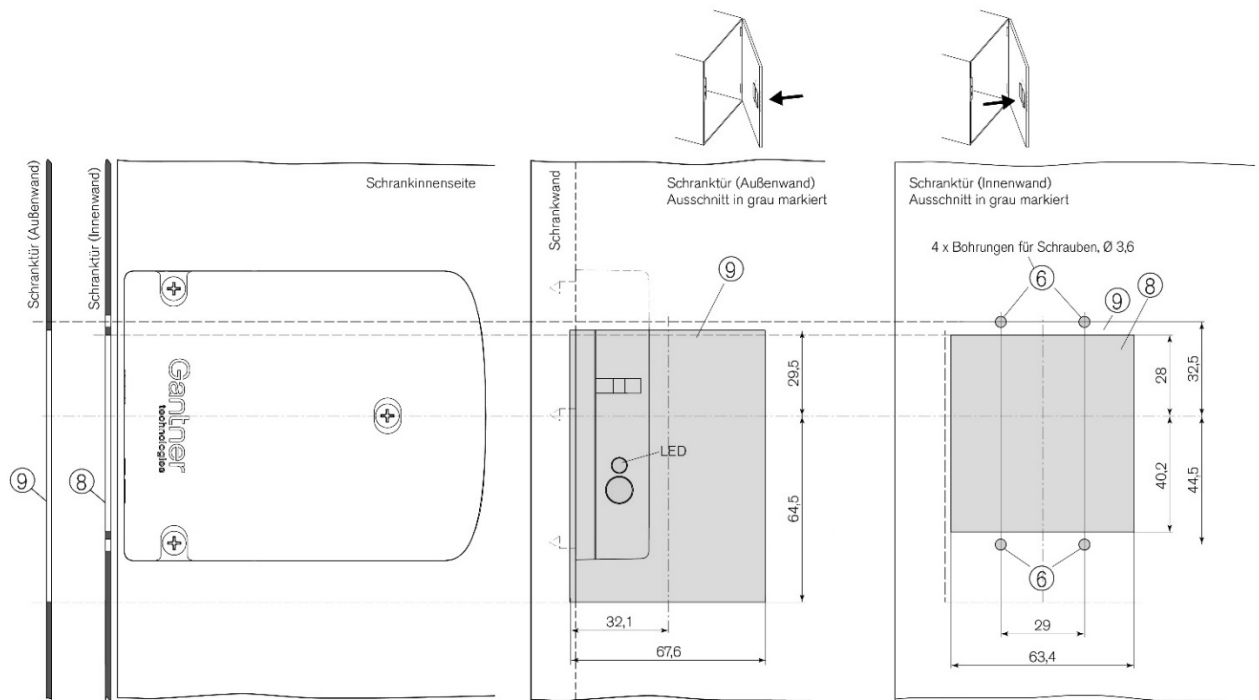 Schranktür (Außenwand)
Schranktür (Innenwand)
Schrankinnenseite
Gantner
technologies
9
8
Schrankwand
Schranktür (Außenwand)
Ausschnitt in grau markiert
9
LED
29,5
64,5
32,1
67,6
Schranktür (Innenwand)
Ausschnitt in grau markiert
4 x Bohrungen für Schrauben, Ø 3,6
6
9
8
28
32,5
40,2
44,5
6
29
63,4